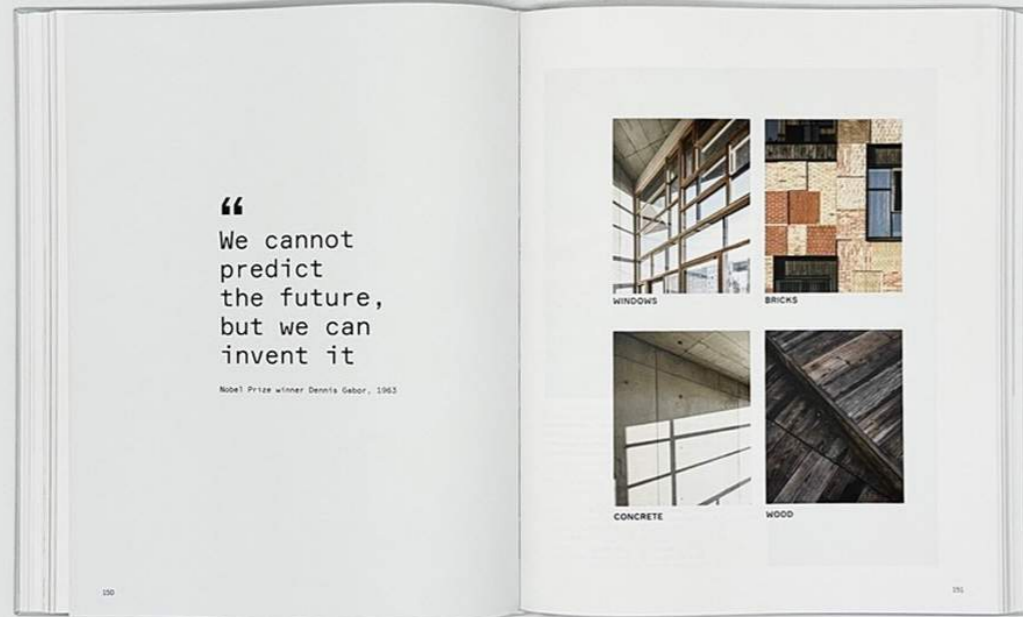 “
We cannot
predict
the future,
but we can
invent it
Nobel Prize winner Dennis Gabor, 1963
150
WINDOWS
BRICKS
CONCRETE
WOOD
151